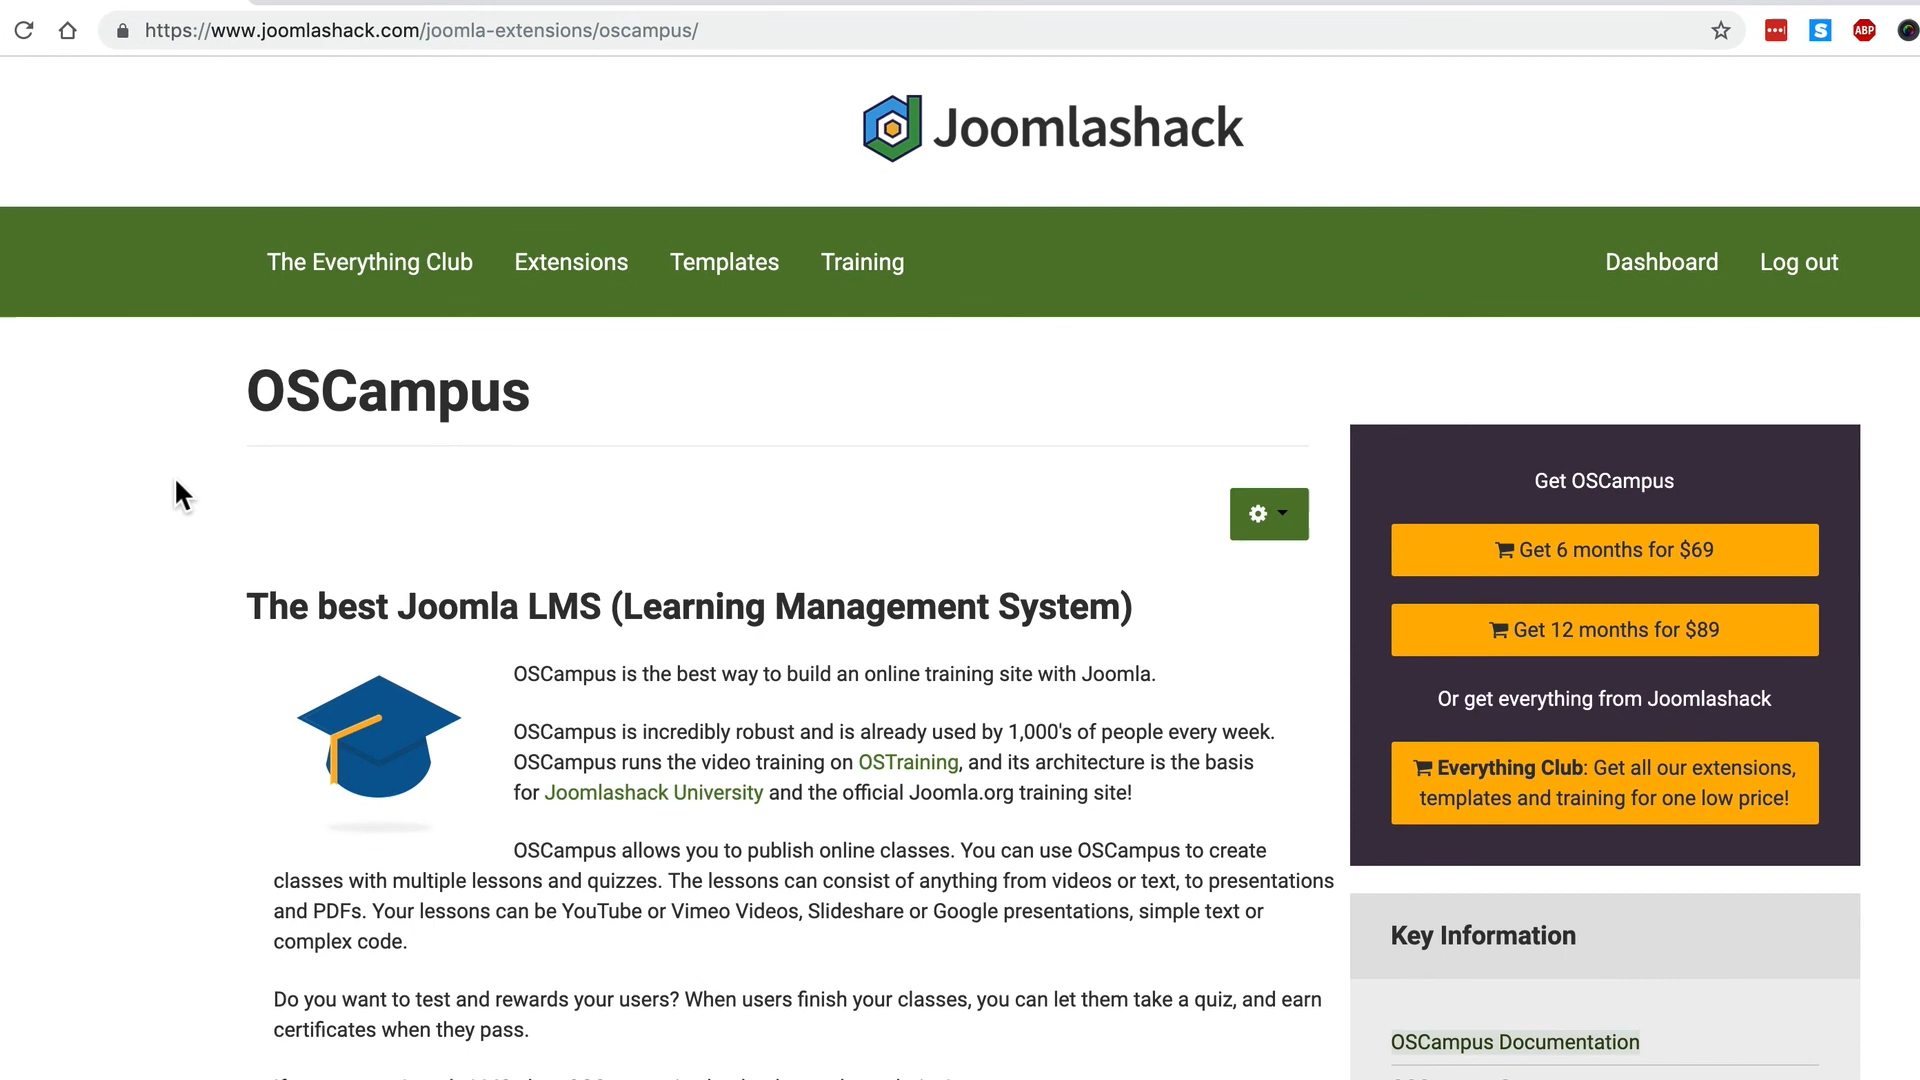 https://www.joomlashack.com/joomla-extensions/oscampus/
S
ABP
Joomlashack
The Everything Club
Extensions
Templates
Training
Dashboard
Log out
OSCampus
The best Joomla LMS (Learning Management System)
OSCampus is the best way to build an online training site with Joomla.
OSCampus is incredibly robust and is already used by 1,000's of people every week.
OSCampus runs the video training on OSTraining, and its architecture is the basis
for Joomlashack University and the official Joomla.org training site!
OSCampus allows you to publish online classes. You can use OSCampus to create
classes with multiple lessons and quizzes. The lessons can consist of anything from videos or text, to presentations
and PDFs. Your lessons can be YouTube or Vimeo Videos, Slideshare or Google presentations, simple text or
complex code.
Do you want to test and rewards your users? When users finish your classes, you can let them take a quiz, and earn
certificates when they pass.
Get OSCampus
Get 6 months for $69
Get 12 months for $89
Or get everything from Joomlashack
Everything Club: Get all our extensions,
templates and training for one low price!
Key Information
OSCampus Documentation